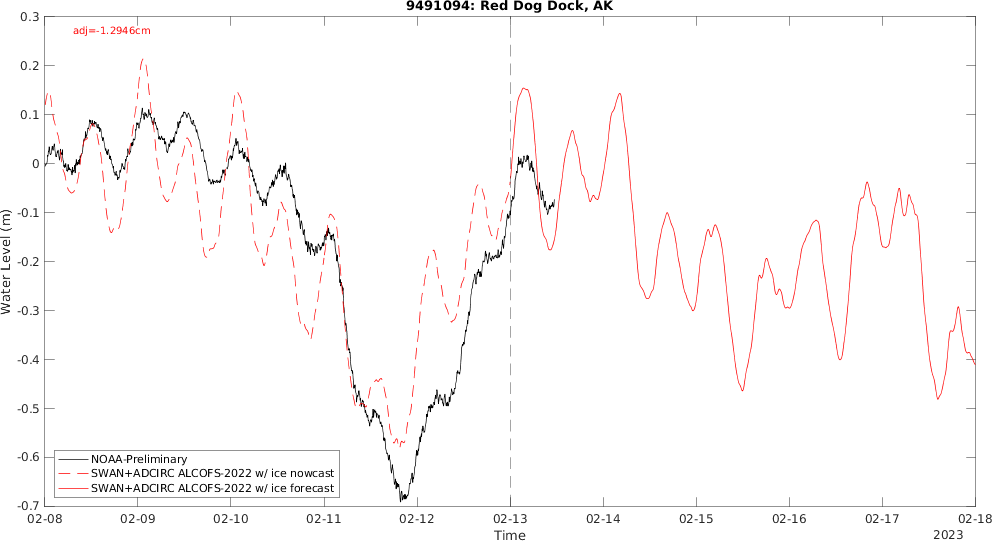 9491094: Red Dog Dock, AK
adj=-1.2946cm
0.3
0.2
0.1
0
-0.1
-0.2
-0.3
-0.4
-0.5
-0.6
-0.7
Water Level (m)
NOAA-Preliminary
SWAN+ADCIRC ALCOFS-2022 w/ ice nowcast
SWAN+ADCIRC ALCOFS-2022 w/ ice forecast
02-08 02-09 02-10 02-11 02-12 02-13 02-14 02-15 02-16 02-17 02-18
Time
2023